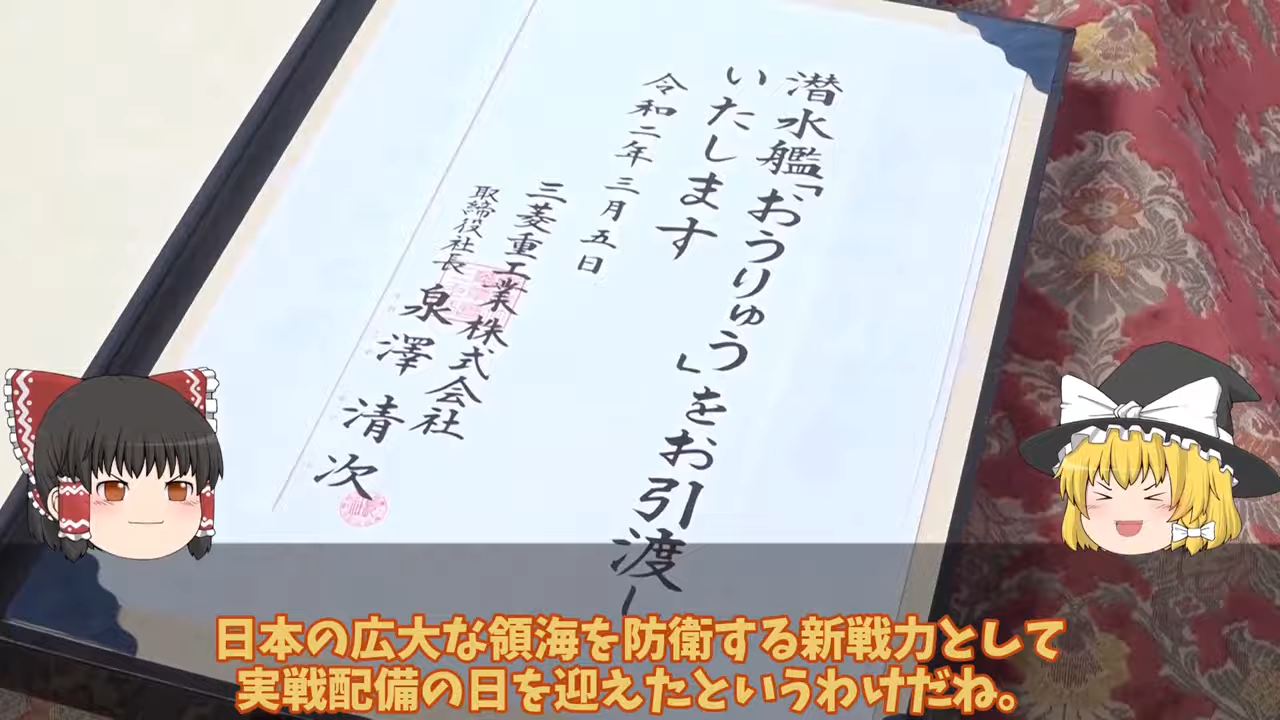 潜水艦「おうりゅう」をお引渡し
いたします
令和二年三月五日
三菱重工業株式会社
取締役社長 泉澤清次
日本の広大な領海を防衛する新戦力として
実戦配備の日を迎えたというわけだね。